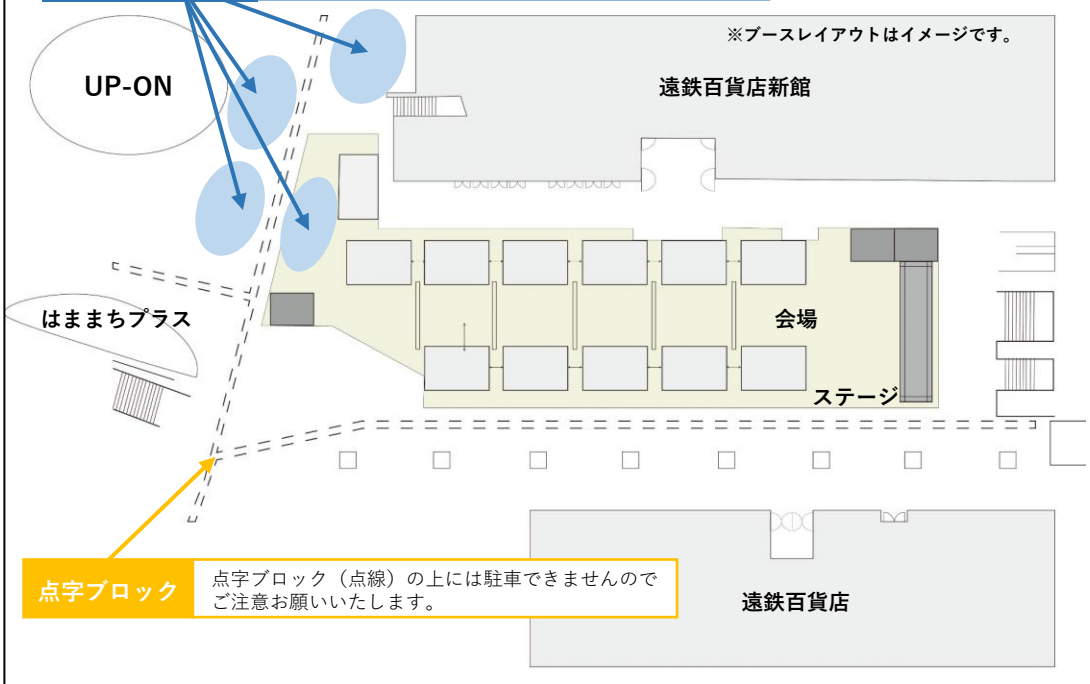 ※ブースレイアウトはイメージです。
UP-ON
遠鉄百貨店新館
はままちプラス
会場
ステージ
点字ブロック
点字ブロック（点線）の上には駐車できませんので
ご注意お願いいたします。
遠鉄百貨店